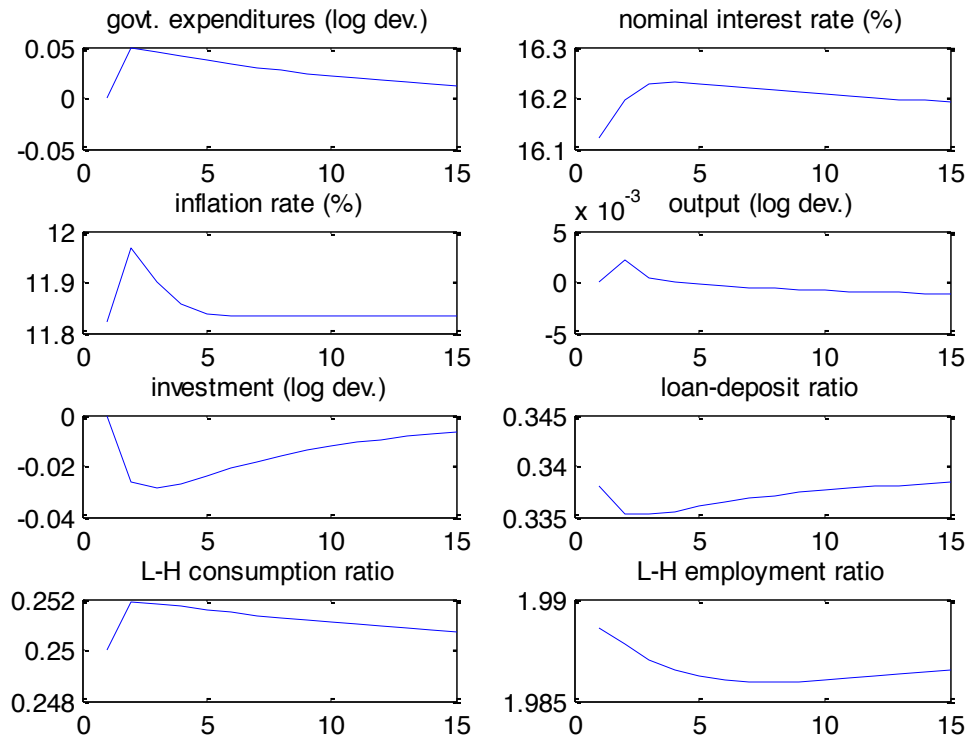 govt. expenditures (log dev.)
0.05
0
-0.05
0 5 10 15
nominal interest rate (%)
16.3
16.2
16.1
0 5 10 15
inflation rate (%)
12
11.9
11.8
0 5 10 15
x 10^-3 output (log dev.)
5
0
-5
0 5 10 15
investment (log dev.)
0
-0.02
-0.04
0 5 10 15
loan-deposit ratio
0.345
0.34
0.335
0 5 10 15
L-H consumption ratio
0.252
0.25
0.248
0 5 10 15
L-H employment ratio
1.99
1.985
0 5 10 15